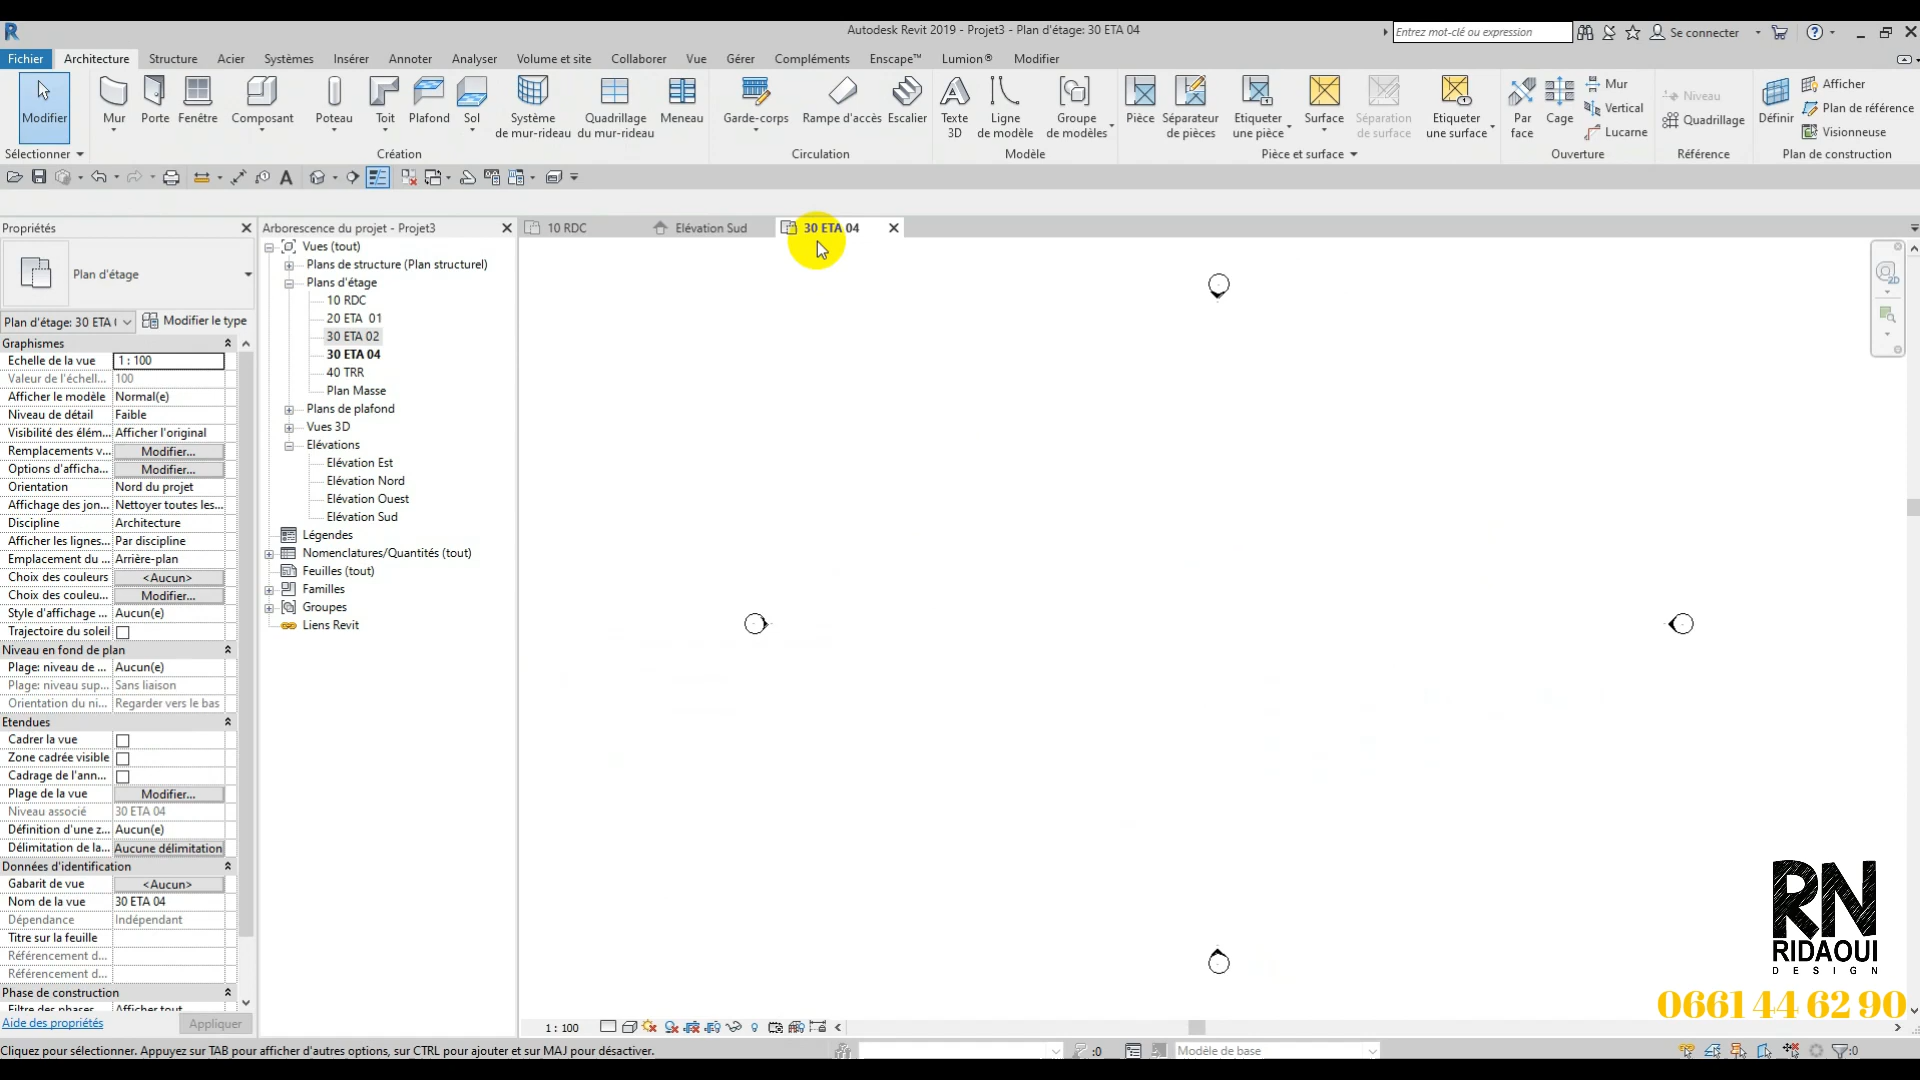 Autodesk Revit 2019 - Projet3 - Plan d'étage: 30 ETA 04
Entrez mot-clé ou expression
Se connecter
Fichier Architecture Structure Acier Systèmes Insérer Annoter Analyser Volume et site Collaborer Vue Gérer Compléments Enscape™ Lumion® Modifier
Modifier
Mur
Porte
Fenêtre
Composant
Poteau
Toit
Plafond
Sol
Système
de mur-rideau
Quadrillage
du mur-rideau
Meneau
Garde-corps
Rampe d'accès
Escalier
Texte
3D
Ligne
de modèle
Groupe
de modèles
Pièce
Séparateur
de pièces
Etiqueter
une pièce
Surface
Séparation
de surface
Etiqueter
une surface
Par
face
Cage
Mur
Vertical
Lucarne
Niveau
Quadrillage
Définir
Afficher
Plan de référence
Visionneuse
Sélectionner
Création
Circulation
Modèle
Pièce et surface
Ouverture
Référence
Plan de construction
Propriétés
Plan d'étage
Plan d'étage: 30 ETA
Modifier le type
Graphismes
Echelle de la vue 1 : 100
Valeur de l'échell... 100
Afficher le modèle Normal(e)
Niveau de détail Faible
Visibilité des élém... Afficher l'original
Remplacements v... Modifier...
Options d'afficha... Modifier...
Orientation Nord du projet
Affichage des jon... Nettoyer toutes les...
Discipline Architecture
Afficher les lignes... Par discipline
Emplacement du ... Arrière-plan
Choix des couleurs <Aucun>
Choix des couleu... Modifier...
Style d'affichage ... Aucun(e)
Trajectoire du soleil
Niveau en fond de plan
Plage: niveau de ... Aucun(e)
Plage: niveau sup... Sans liaison
Orientation du ni... Regarder vers le bas
Etendues
Cadrer la vue
Zone cadrée visible
Cadrage de l'ann...
Plage de la vue Modifier...
Niveau associé 30 ETA 04
Définition d'une z... Aucun(e)
Délimitation de la... Aucune délimitation
Données d'identification
Gabarit de vue <Aucun>
Nom de la vue 30 ETA 04
Dépendance Indépendant
Titre sur la feuille
Référencement d...
Référencement d...
Phase de construction
Filtre des phases Afficher tout
Aide des propriétés
Appliquer
Arborescence du projet - Projet3
Vues (tout)
Plans de structure (Plan structurel)
Plans d'étage
10 RDC
20 ETA 01
30 ETA 02
30 ETA 04
40 TRR
Plan Masse
Plans de plafond
Vues 3D
Elévations
Elévation Est
Elévation Nord
Elévation Ouest
Elévation Sud
Légendes
Nomenclatures/Quantités (tout)
Feuilles (tout)
Familles
Groupes
Liens Revit
10 RDC
Elévation Sud
30 ETA 04
2D
RN
RIDAOUI
DESIGN
0661 44 62 90
1 : 100
Cliquez pour sélectionner. Appuyez sur TAB pour afficher d'autres options, sur CTRL pour ajouter et sur MAJ pour désactiver.
:0
Modèle de base
:0